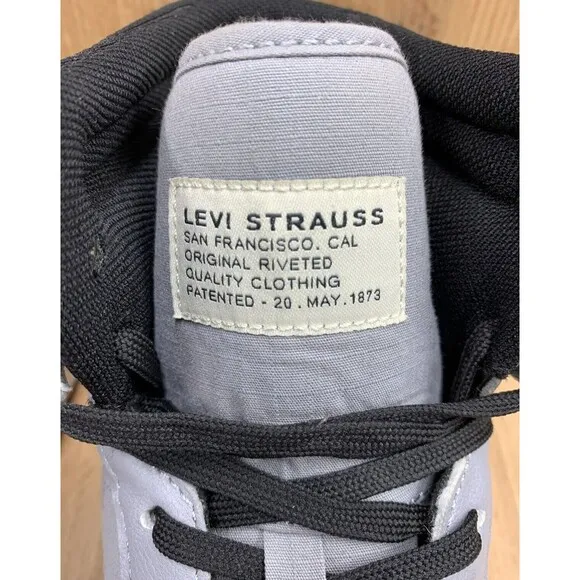 LEVI STRAUSS
SAN FRANCISCO. CAL
ORIGINAL RIVETED
QUALITY CLOTHING
PATENTED - 20 . MAY . 1873